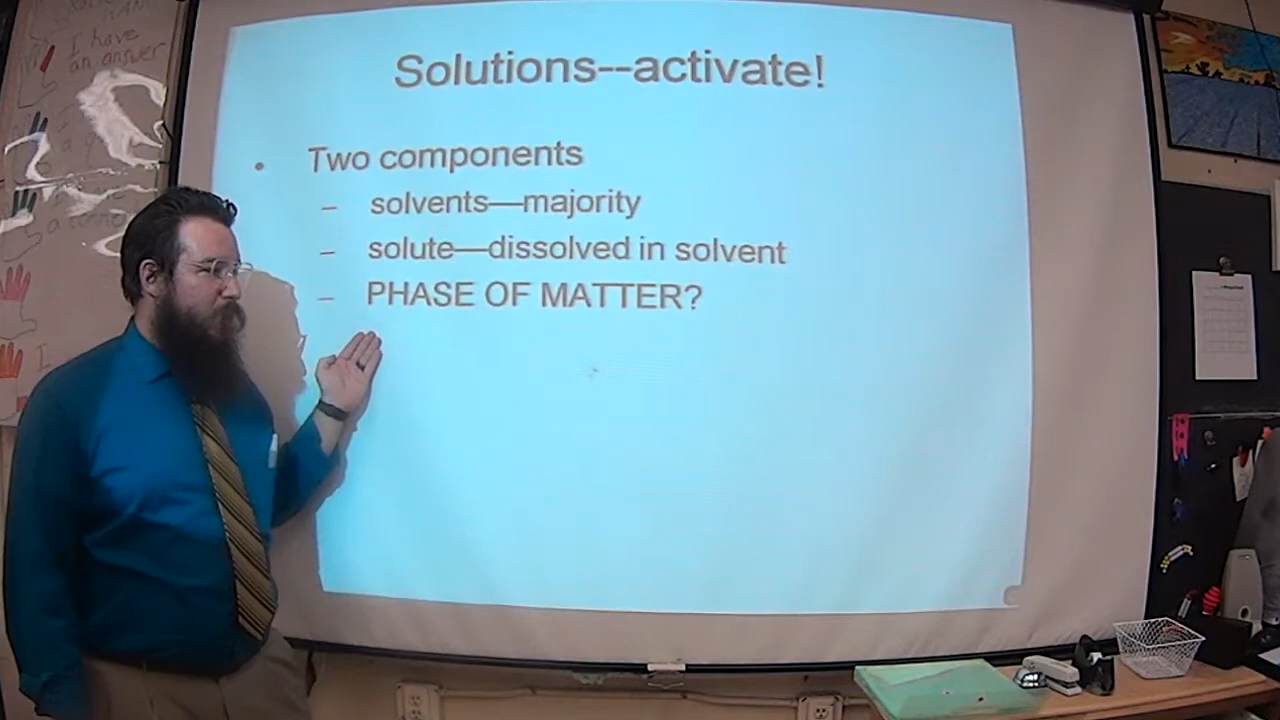 Solutions--activate!
• Two components
– solvents—majority
– solute—dissolved in solvent
– PHASE OF MATTER?
I have
an answer